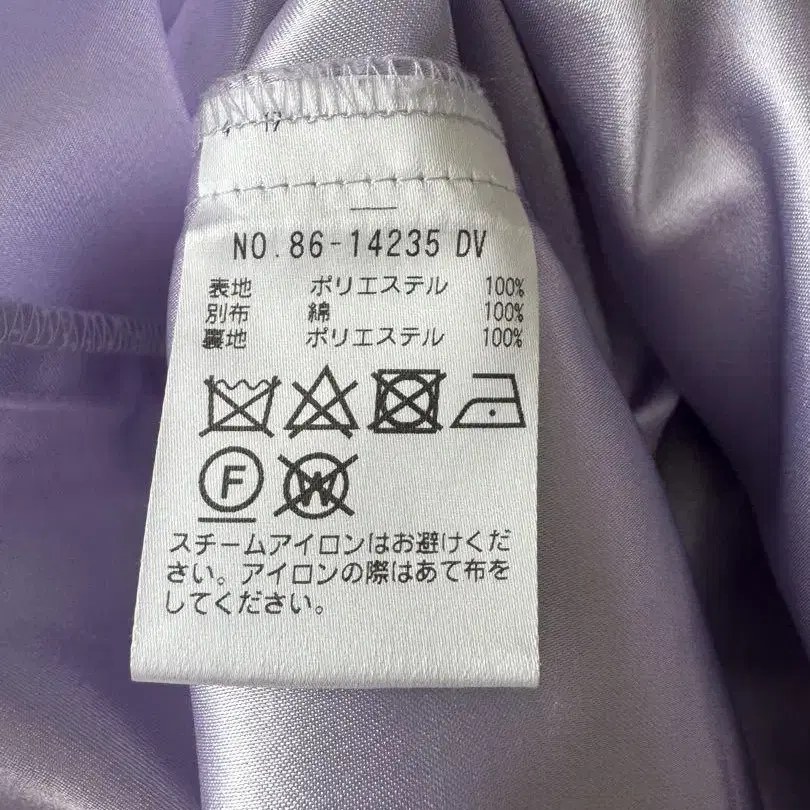 NO.86-14235 DV
表地 ポリエステル 100%
別布 綿 100%
裏地 ポリエステル 100%
F
W
スチームアイロンはお避けくだ
さい。アイロンの際はあて布を
してください。